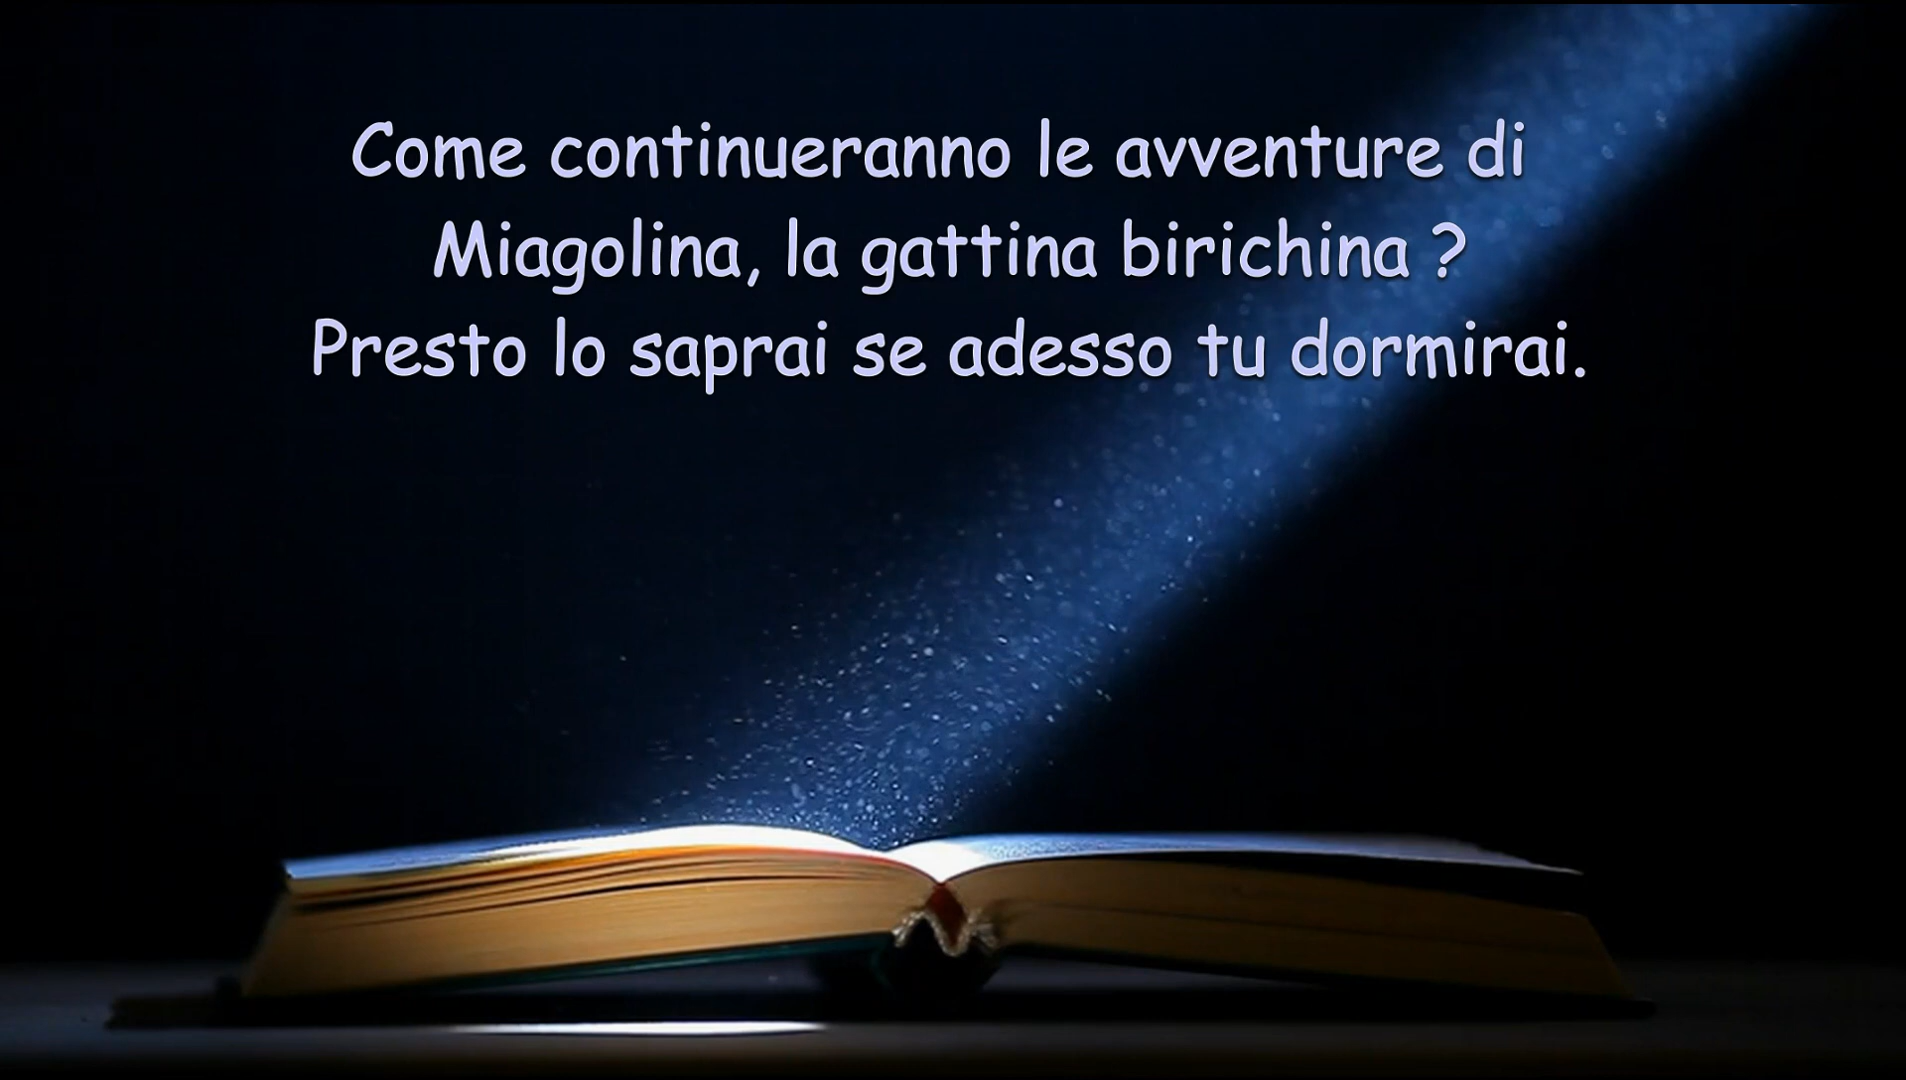 Come continueranno le avventure di
Miagolina, la gattina birichina ?
Presto lo saprai se adesso tu dormirai.